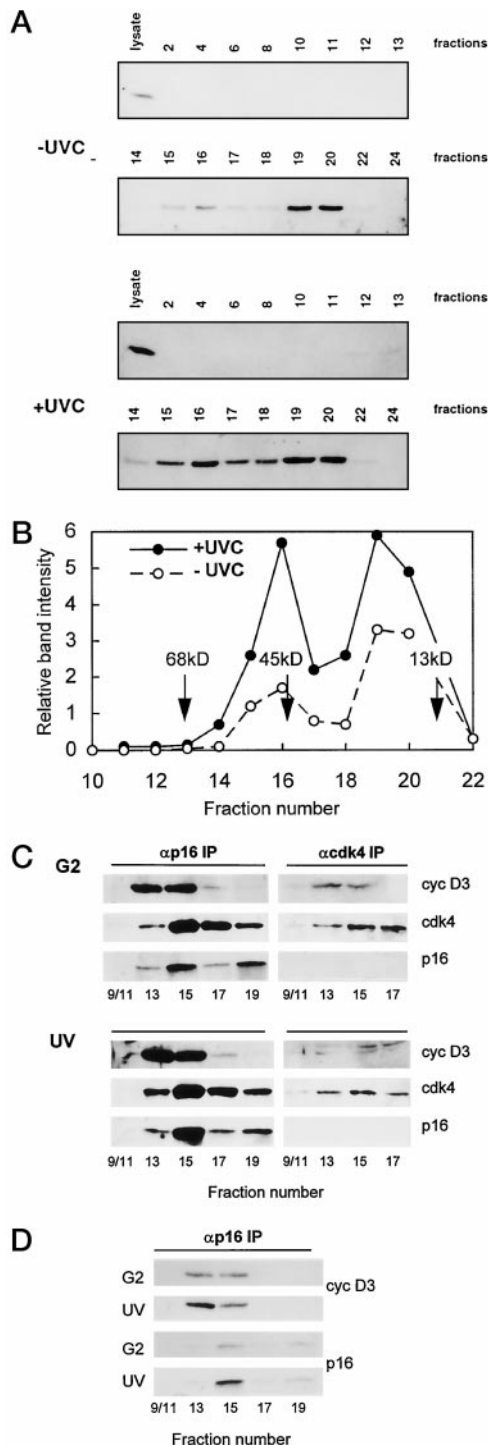 A
lysate 2 4 6 8 10 11 12 13 fractions
-UVC -
14 15 16 17 18 19 20 22 24 fractions
lysate 2 4 6 8 10 11 12 13 fractions
+UVC
14 15 16 17 18 19 20 22 24 fractions
B
Relative band intensity
6
5
4
3
2
1
0
+UVC
- UVC
68kD 45kD 13kD
10 12 14 16 18 20 22
Fraction number
C
αp16 IP αcdk4 IP
G2
cyc D3
cdk4
p16
9/11 13 15 17 19 9/11 13 15 17
UV
cyc D3
cdk4
p16
9/11 13 15 17 19 9/11 13 15 17
Fraction number
D
αp16 IP
G2
UV
cyc D3
G2
UV
p16
9/11 13 15 17 19
Fraction number